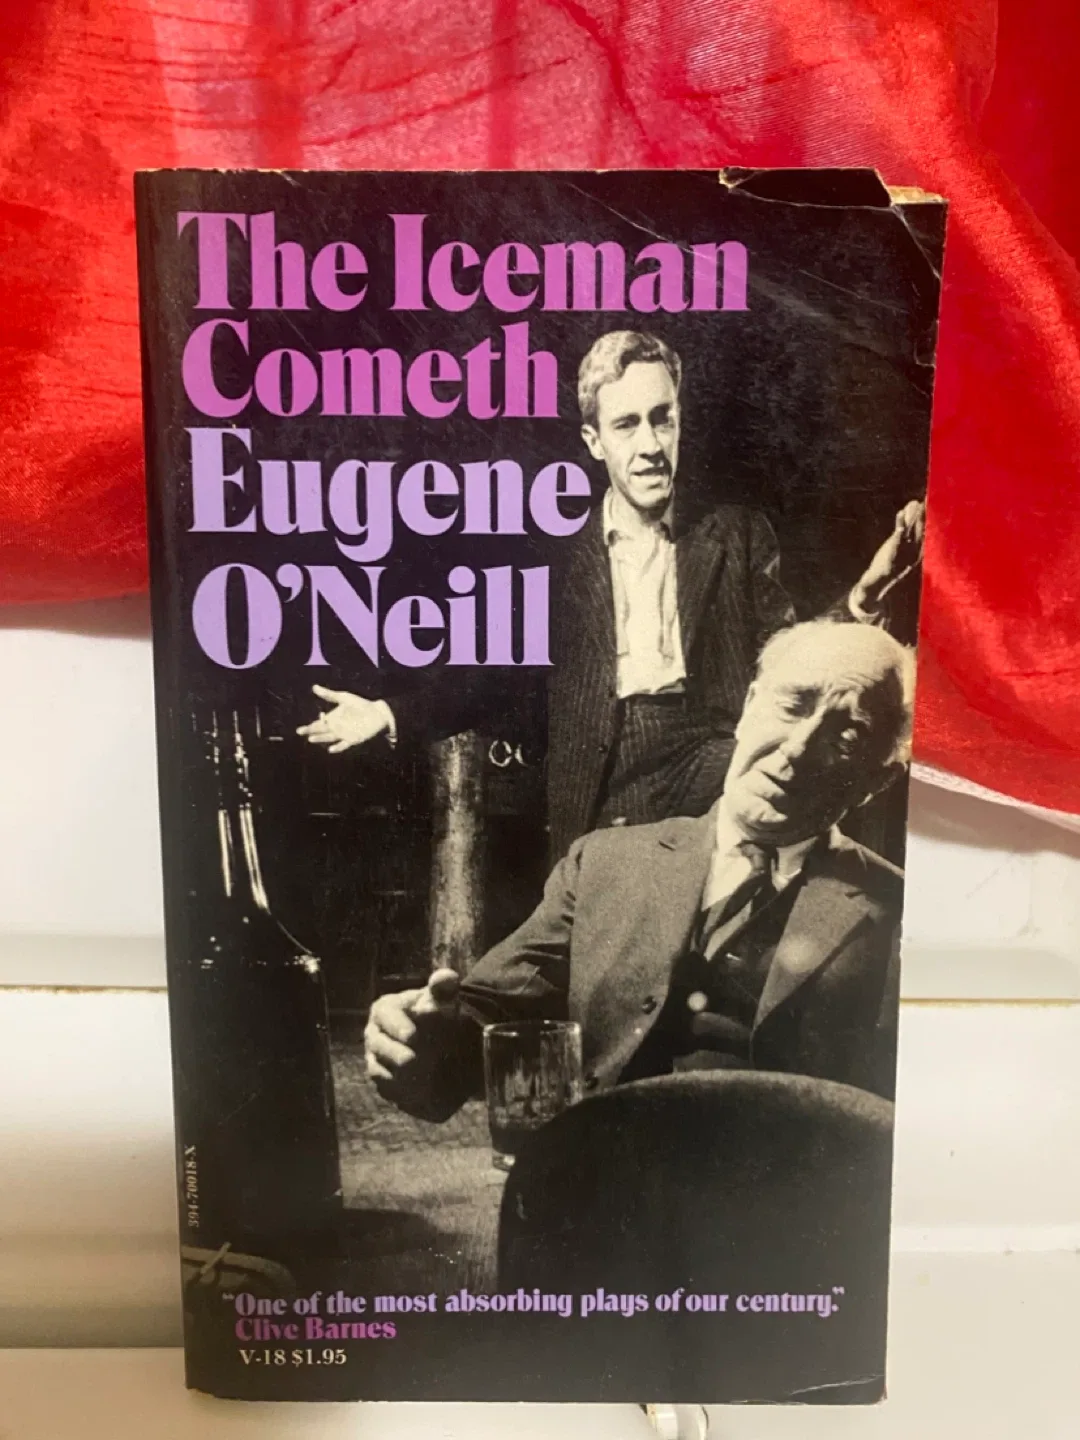 The Iceman
Cometh
Eugene
O'Neill
394-70018-X
“One of the most absorbing plays of our century.”
Clive Barnes
V-18 $1.95